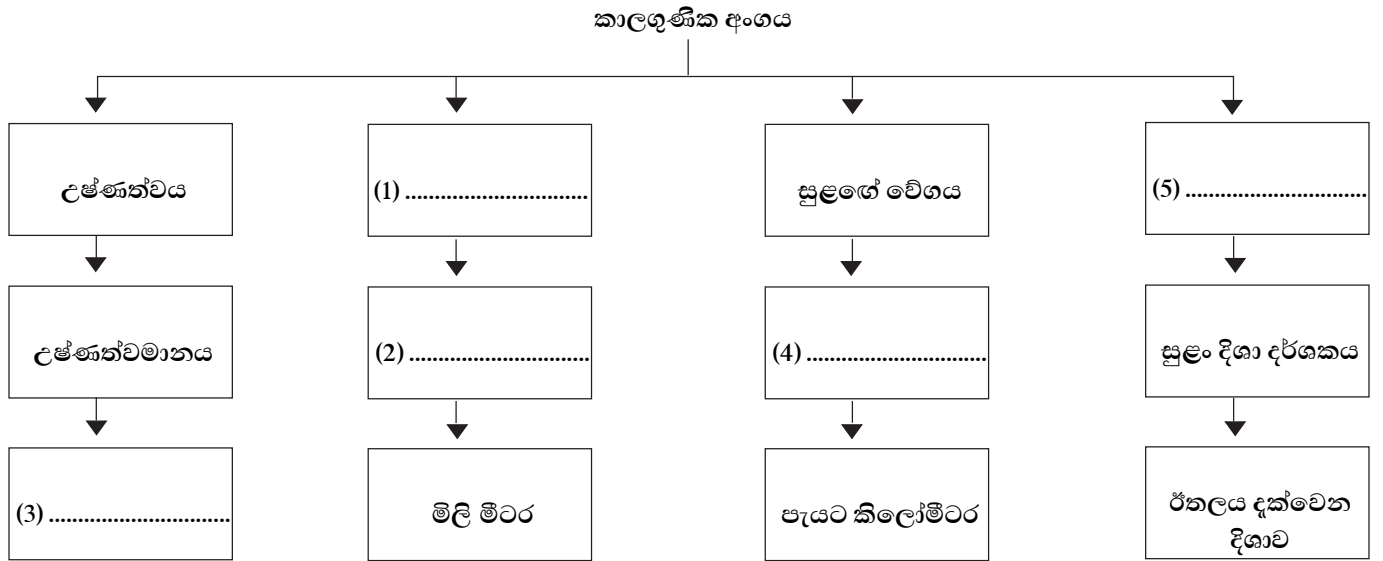 කාලගුණික අංගය
උෂ්ණත්වය
(1) ................................
සුළඟේ වේගය
(5) ................................
උෂ්ණත්වමානය
(2) ................................
(4) ................................
සුළං දිශා දර්ශකය
(3) ................................
මිලි මීටර
පැයට කිලෝමීටර
ඊතලය දැක්වෙන
දිශාව